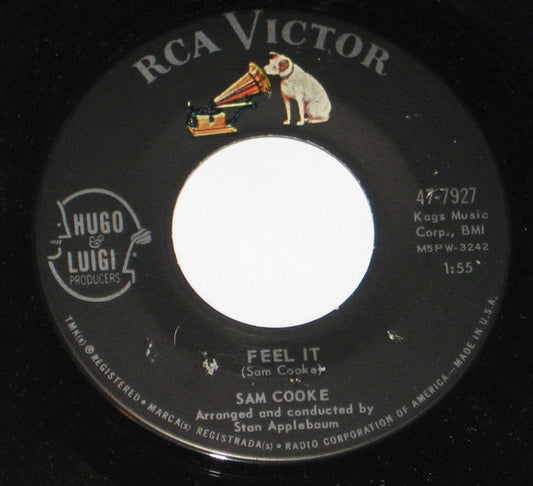 RCA VICTOR
HUGO
&
LUIGI
PRODUCERS
47-7927
Kags Music
Corp., BMI
M5PW-3242
1:55
FEEL IT
(Sam Cooke)
SAM COOKE
Arranged and conducted by
Stan Applebaum
TMK(s) ® REGISTERED • MARCA(s) REGISTRADA(s) • RADIO CORPORATION OF AMERICA — MADE IN U.S.A.